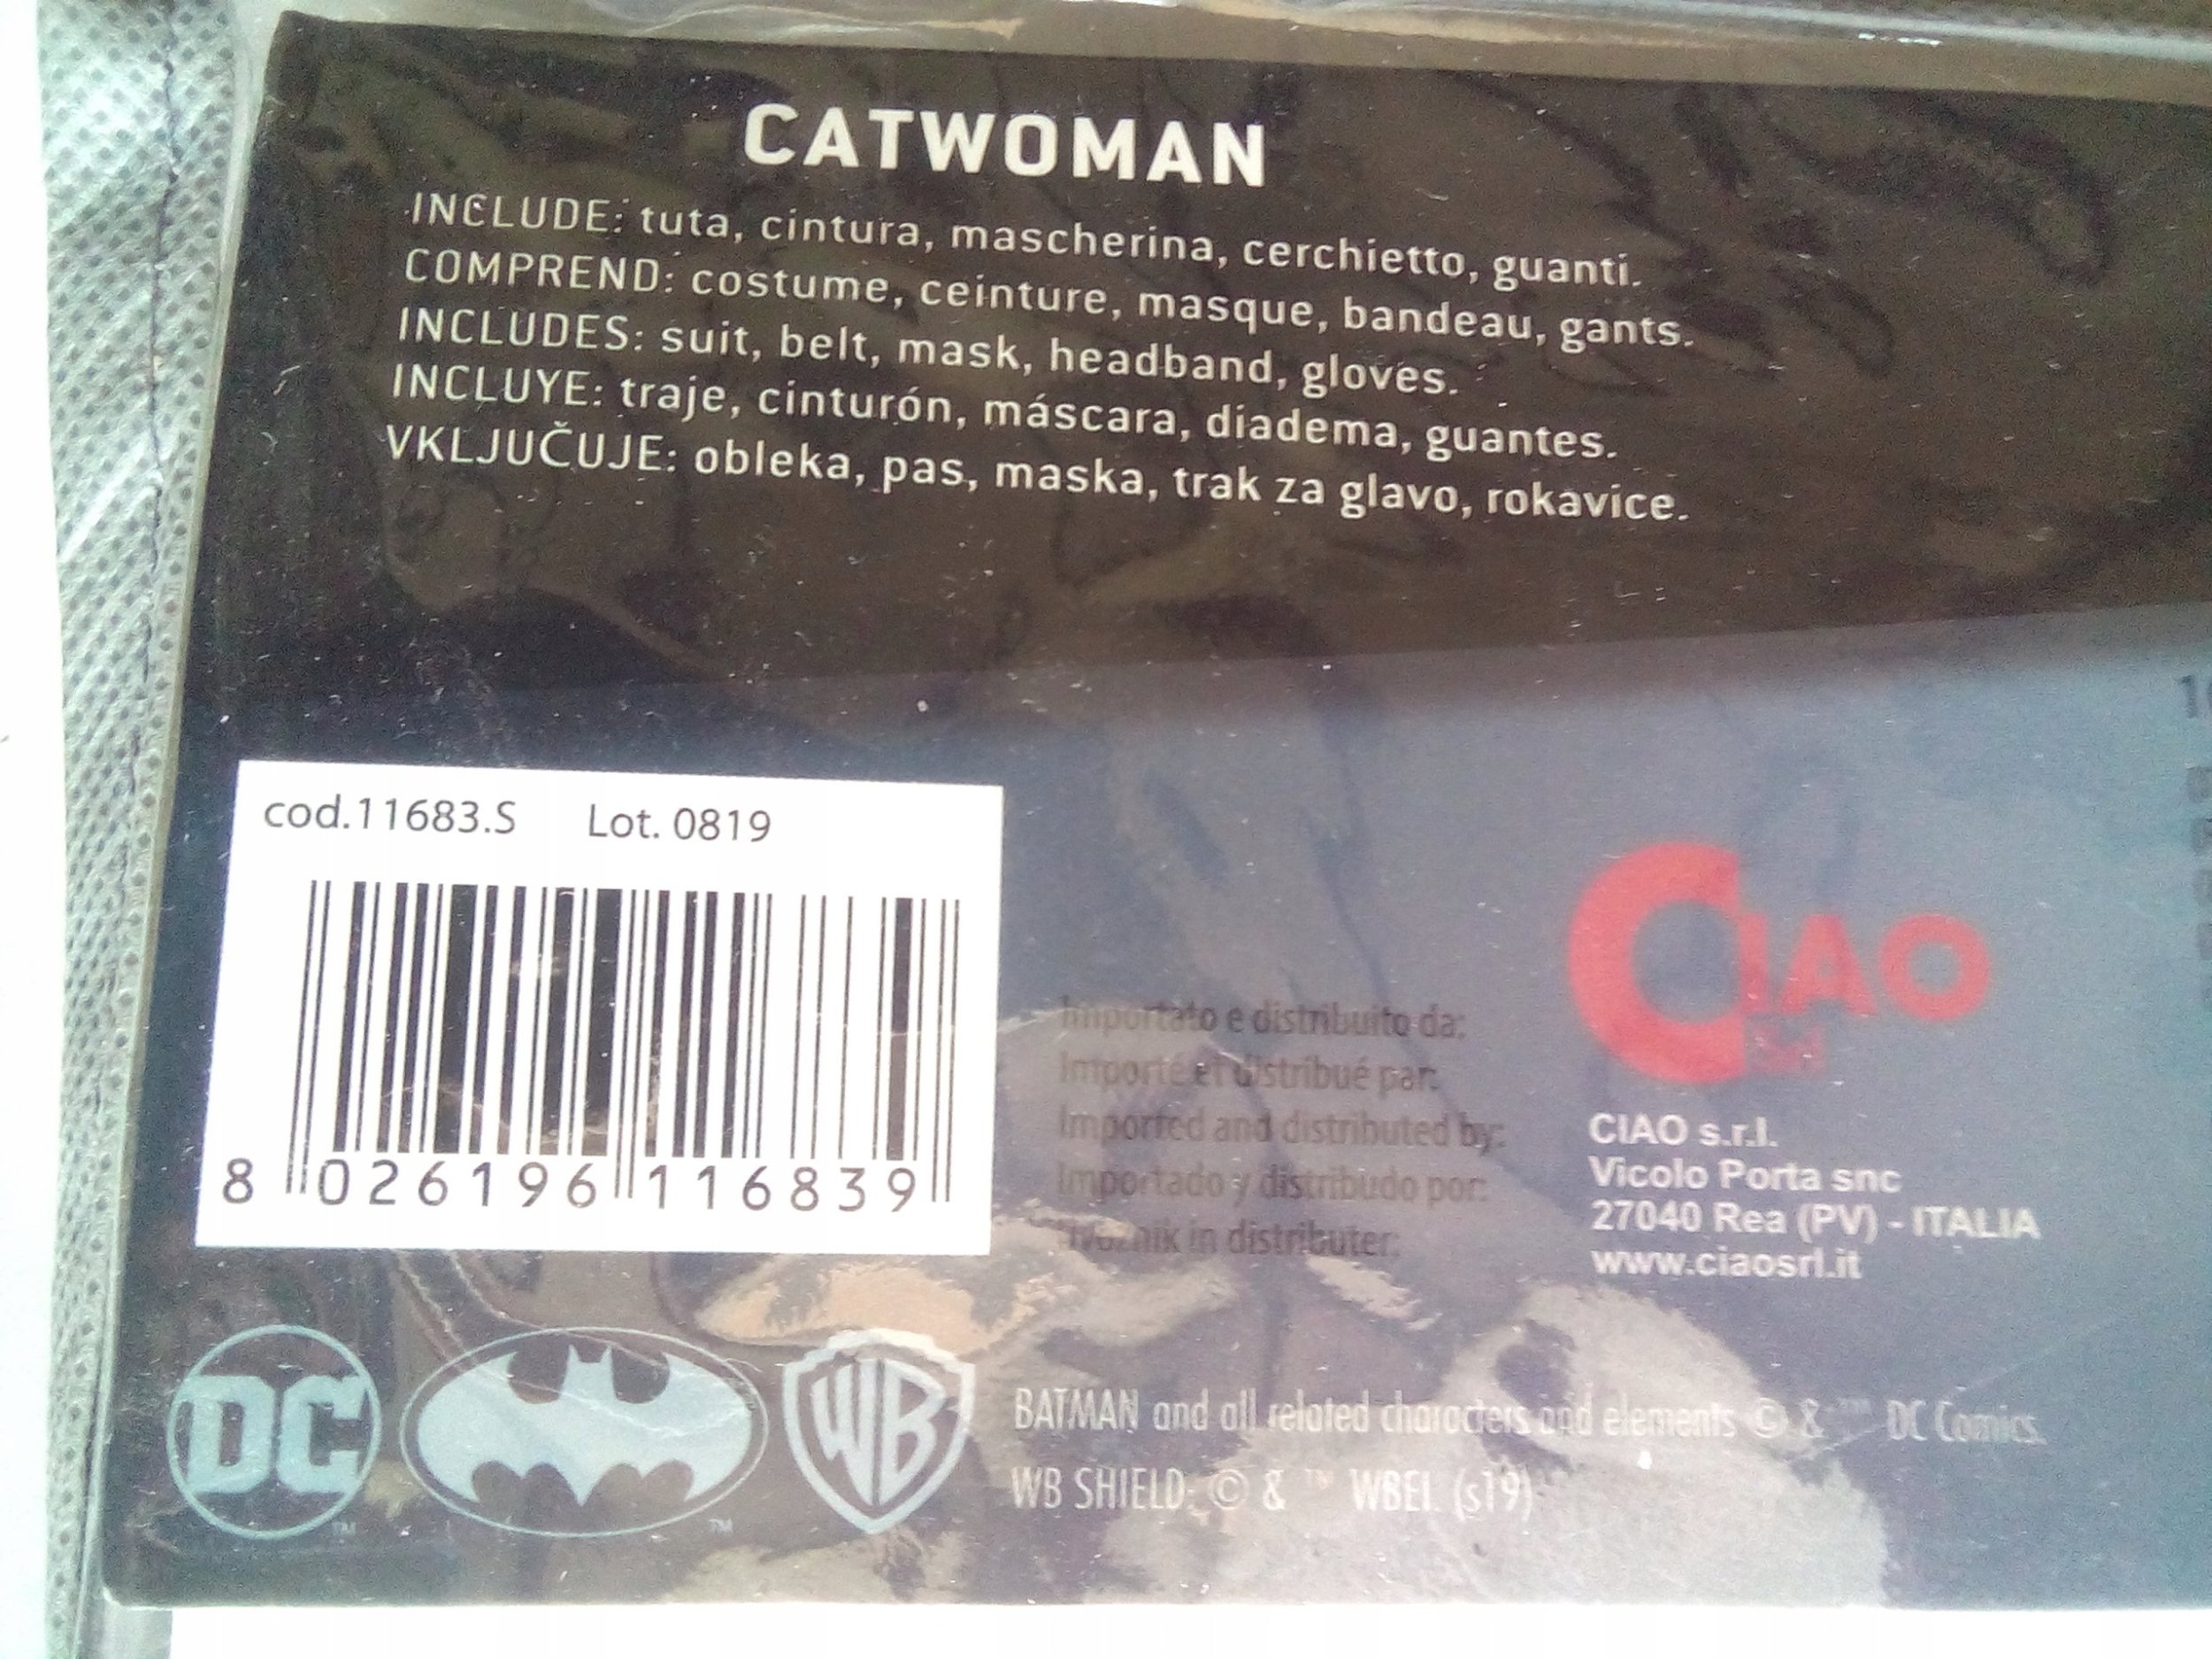 CATWOMAN
INCLUDE: tuta, cintura, mascherina, cerchietto, guanti.
COMPREND: costume, ceinture, masque, bandeau, gants.
INCLUDES: suit, belt, mask, headband, gloves.
INCLUYE: traje, cinturón, máscara, diadema, guantes.
VKLJUČUJE: obleka, pas, maska, trak za glavo, rokavice.
cod.11683.S Lot. 0819
8 026196 116839
Importato e distribuito da:
Importé et distribué par:
Imported and distributed by:
Importado y distribudo por:
in distributer:
CIAO
Srl
CIAO s.r.l.
Vicolo Porta snc
27040 Rea (PV) - ITALIA
www.ciaosrl.it
DC™
™
WB
BATMAN and all related characters and elements © & ™ DC Comics.
WB SHIELD: © & ™ WBEI. (s19)